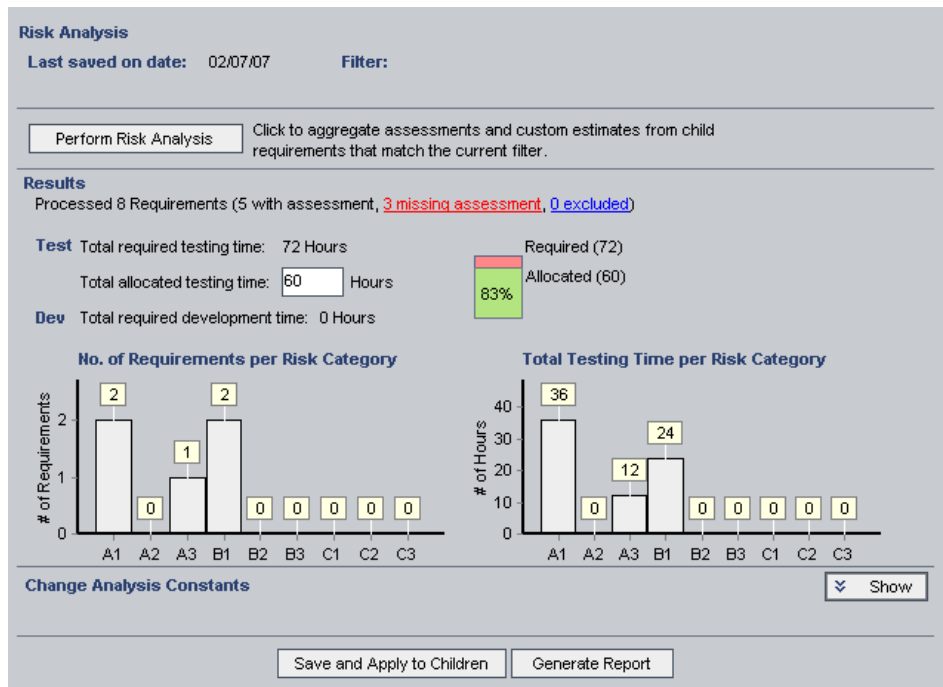 Risk Analysis
Last saved on date: 02/07/07 Filter:
Perform Risk Analysis
Click to aggregate assessments and custom estimates from child
requirements that match the current filter.
Results
Processed 8 Requirements (5 with assessment, 3 missing assessment, 0 excluded)
Test Total required testing time: 72 Hours
Total allocated testing time: 60 Hours
Dev Total required development time: 0 Hours
Required (72)
Allocated (60)
83%
No. of Requirements per Risk Category
# of Requirements
2
1
0
2 0 1 2 0 0 0 0 0
A1 A2 A3 B1 B2 B3 C1 C2 C3
Total Testing Time per Risk Category
# of Hours
40
30
20
10
0
36 0 12 24 0 0 0 0 0
A1 A2 A3 B1 B2 B3 C1 C2 C3
Change Analysis Constants
Show
Save and Apply to Children
Generate Report